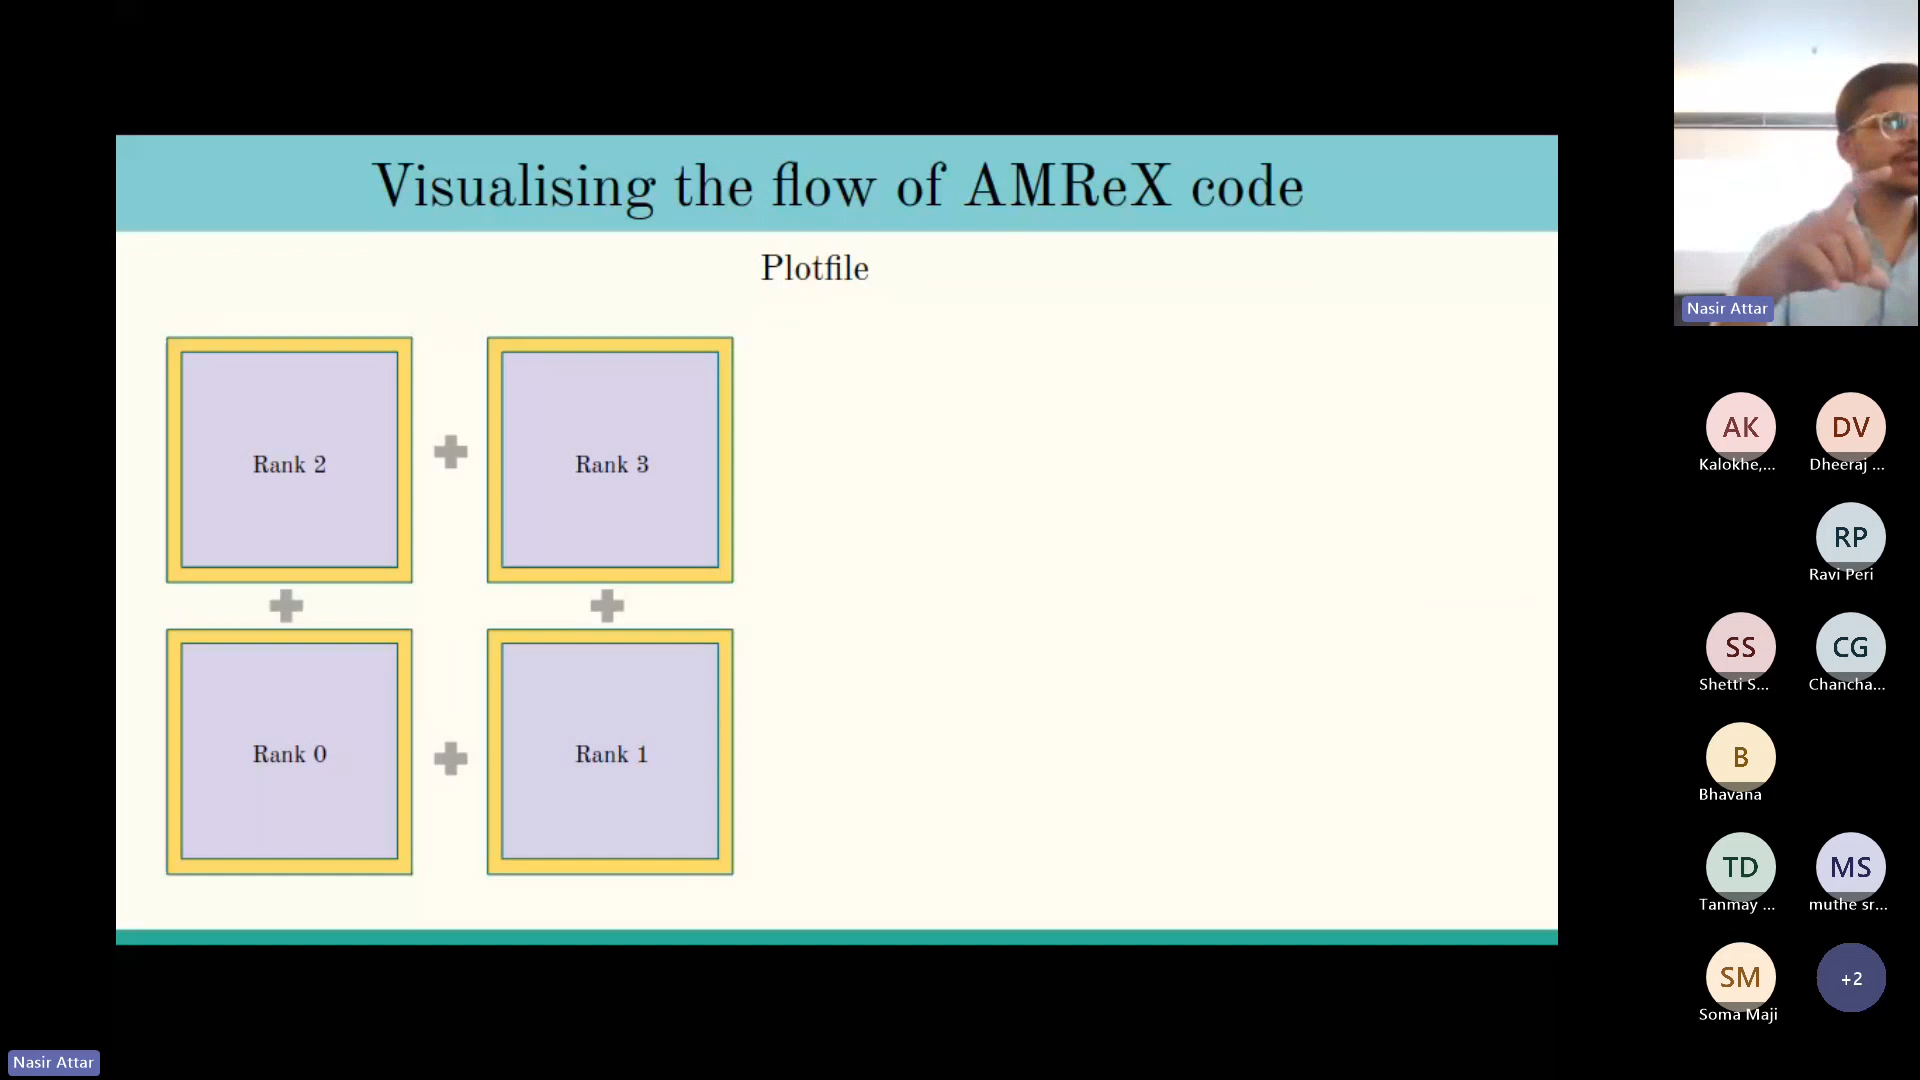 Visualising the flow of AMReX code
Plotfile
Rank 2
Rank 3
Rank 0
Rank 1
Nasir Attar
AK
Kalokhe,...
DV
Dheeraj ...
RP
Ravi Peri
SS
Shetti S...
CG
Chancha...
B
Bhavana
TD
Tanmay ...
MS
muthe sr...
SM
Soma Maji
+2
Nasir Attar